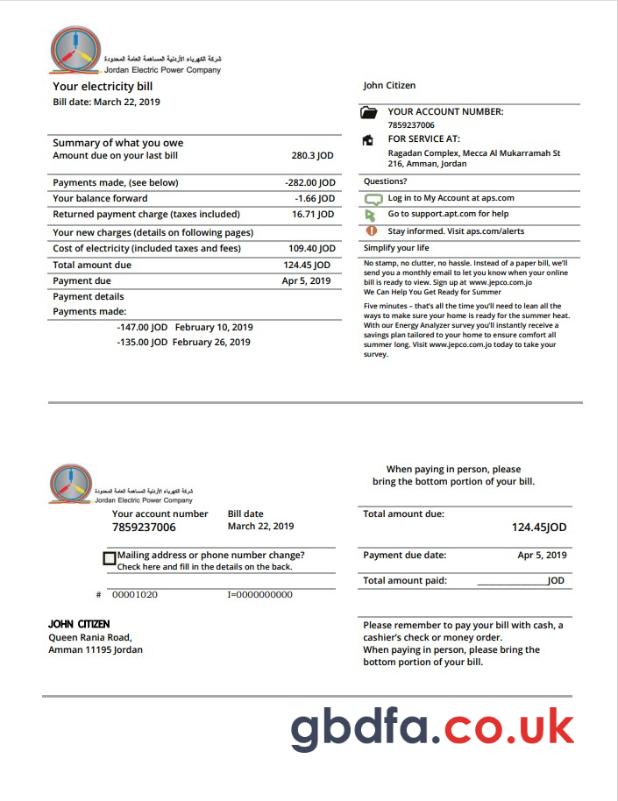 شركة الكهرباء الأردنية المساهمة العامة المحدودة
Jordan Electric Power Company
Your electricity bill
Bill date: March 22, 2019
Summary of what you owe
Amount due on your last bill 280.3 JOD
Payments made, (see below) -282.00 JOD
Your balance forward -1.66 JOD
Returned payment charge (taxes included) 16.71 JOD
Your new charges (details on following pages)
Cost of electricity (included taxes and fees) 109.40 JOD
Total amount due 124.45 JOD
Payment due Apr 5, 2019
Payment details
Payments made:
-147.00 JOD February 10, 2019
-135.00 JOD February 26, 2019
John Citizen
YOUR ACCOUNT NUMBER:
7859237006
FOR SERVICE AT:
Ragadan Complex, Mecca Al Mukarramah St
216, Amman, Jordan
Questions?
Log in to My Account at aps.com
Go to support.apt.com for help
Stay informed. Visit aps.com/alerts
Simplify your life
No stamp, no clutter, no hassle. Instead of a paper bill, we'll
send you a monthly email to let you know when your online
bill is ready to view. Sign up at www.jepco.com.jo
We Can Help You Get Ready for Summer
Five minutes – that's all the time you'll need to lean all the
ways to make sure your home is ready for the summer heat.
With our Energy Analyzer survey you'll instantly receive a
savings plan tailored to your home to ensure comfort all
summer long. Visit www.jepco.com.jo today to take your
survey.
شركة الكهرباء الأردنية المساهمة العامة المحدودة
Jordan Electric Power Company
Your account number Bill date
7859237006 March 22, 2019
Mailing address or phone number change?
Check here and fill in the details on the back.
# 00001020 I=0000000000
JOHN CITIZEN
Queen Rania Road,
Amman 11195 Jordan
When paying in person, please
bring the bottom portion of your bill.
Total amount due:
124.45JOD
Payment due date: Apr 5, 2019
Total amount paid: ____________JOD
Please remember to pay your bill with cash, a
cashier's check or money order.
When paying in person, please bring the
bottom portion of your bill.
gbdfa.co.uk